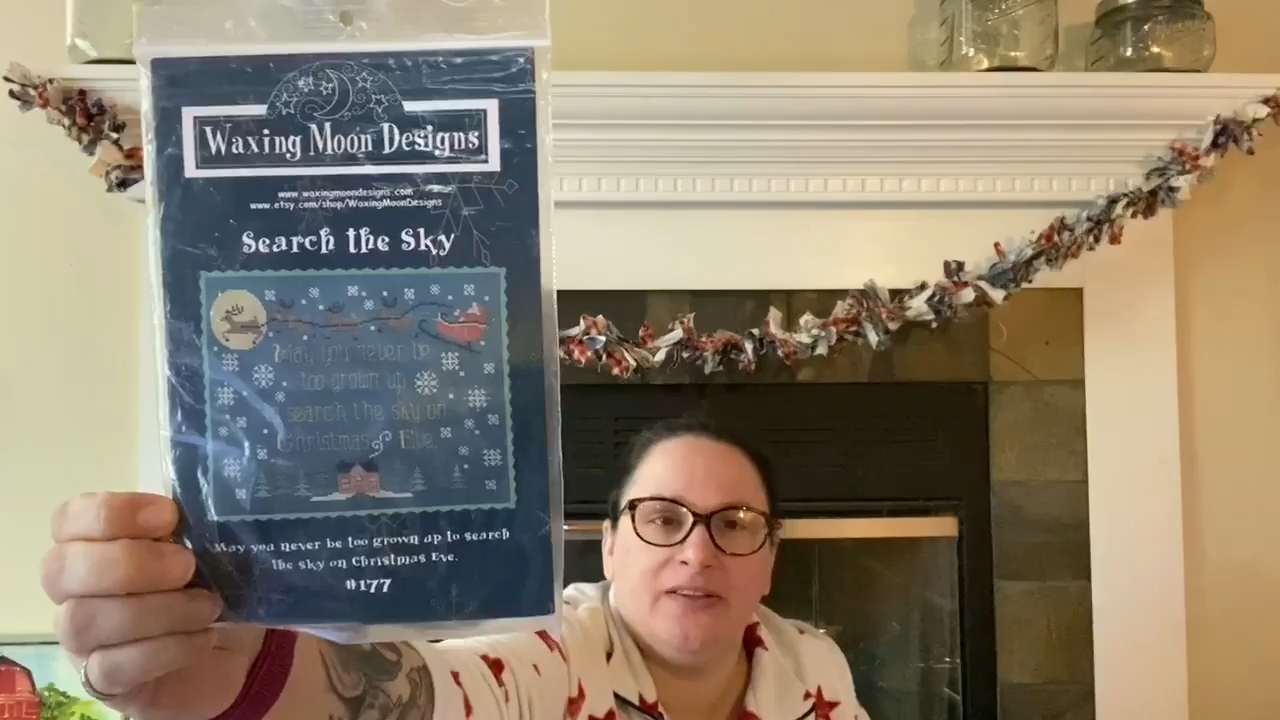 Waxing Moon Designs
www.waxingmoondesigns.com
www.etsy.com/shop/WaxingMoonDesigns
Search the Sky
May you never be
too grown up
search the sky on
Christmas Eve.
May you never be too grown up to search
the sky on Christmas Eve.
#177